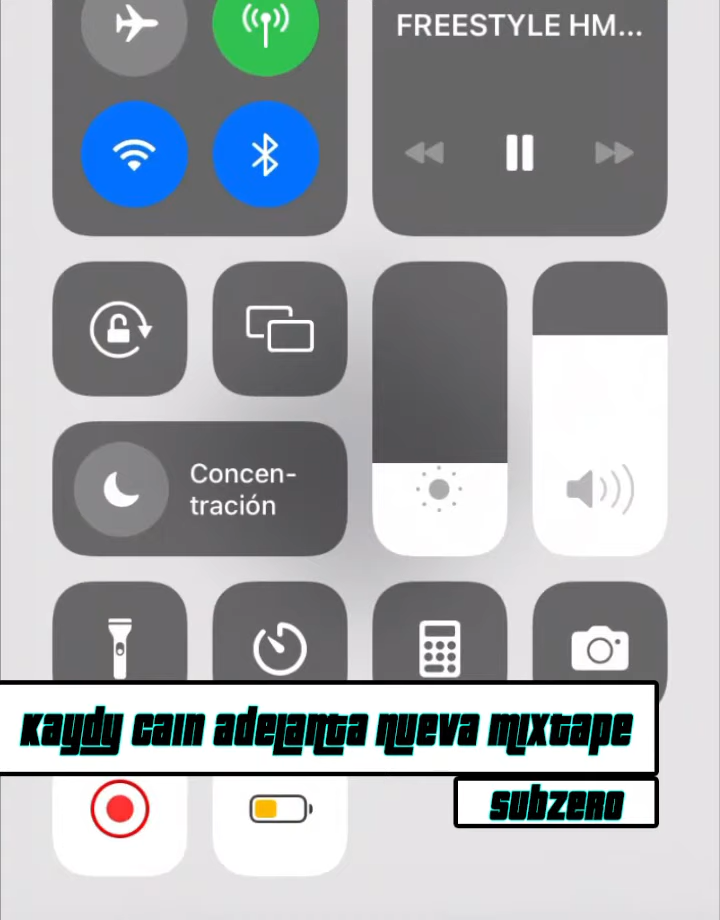 FREESTYLE HM...
Concen-
tración
Kaydy Cain adelanta nueva mixtape
subzero